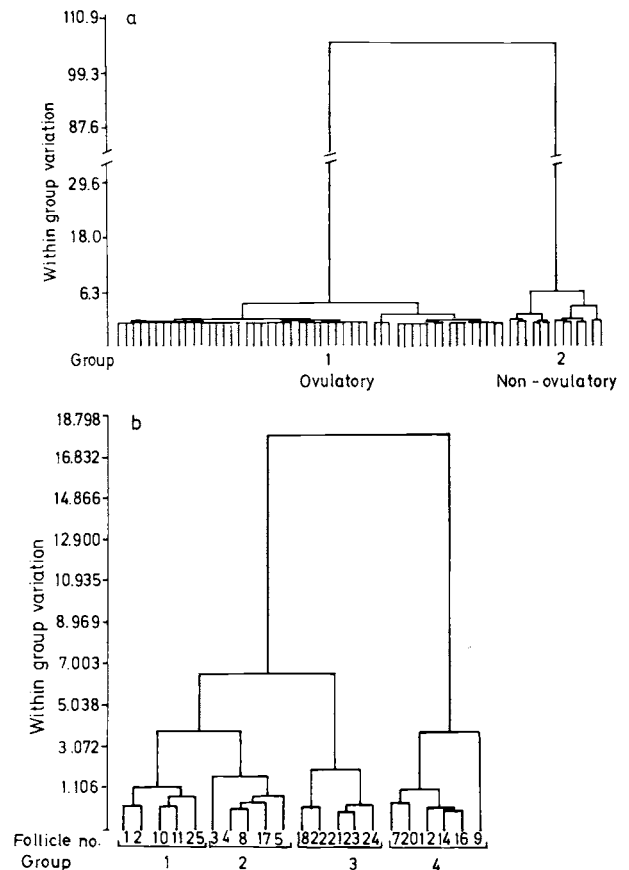 a
110.9
99.3
87.6
29.6
18.0
6.3
Within group variation
Group 1 2
Ovulatory Non-ovulatory
b
18.798
16.832
14.866
12.900
10.935
8.969
7.003
5.038
3.072
1.106
Within group variation
Follicle no. 1 2 10 11 25 3 4 8 17 5 18 22 21 23 24 7 20 12 14 16 9
Group 1 2 3 4